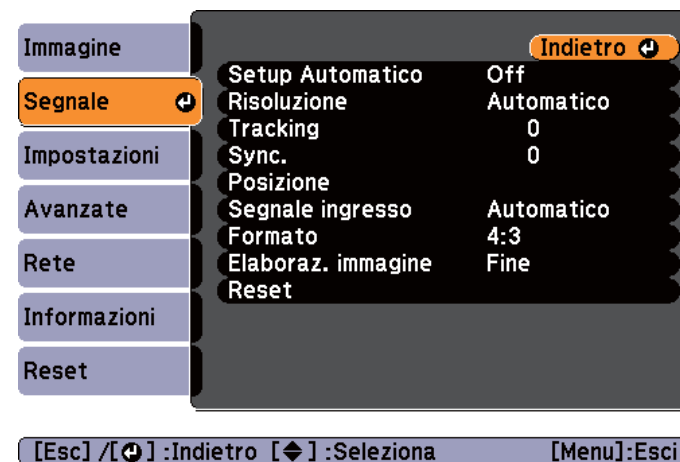 Immagine
Segnale
Impostazioni
Avanzate
Rete
Informazioni
Reset
Indietro
Setup Automatico Off
Risoluzione Automatico
Tracking 0
Sync. 0
Posizione
Segnale ingresso Automatico
Formato 4:3
Elaboraz. immagine Fine
Reset
[Esc] /[ ] :Indietro [ ] :Seleziona [Menu]:Esci